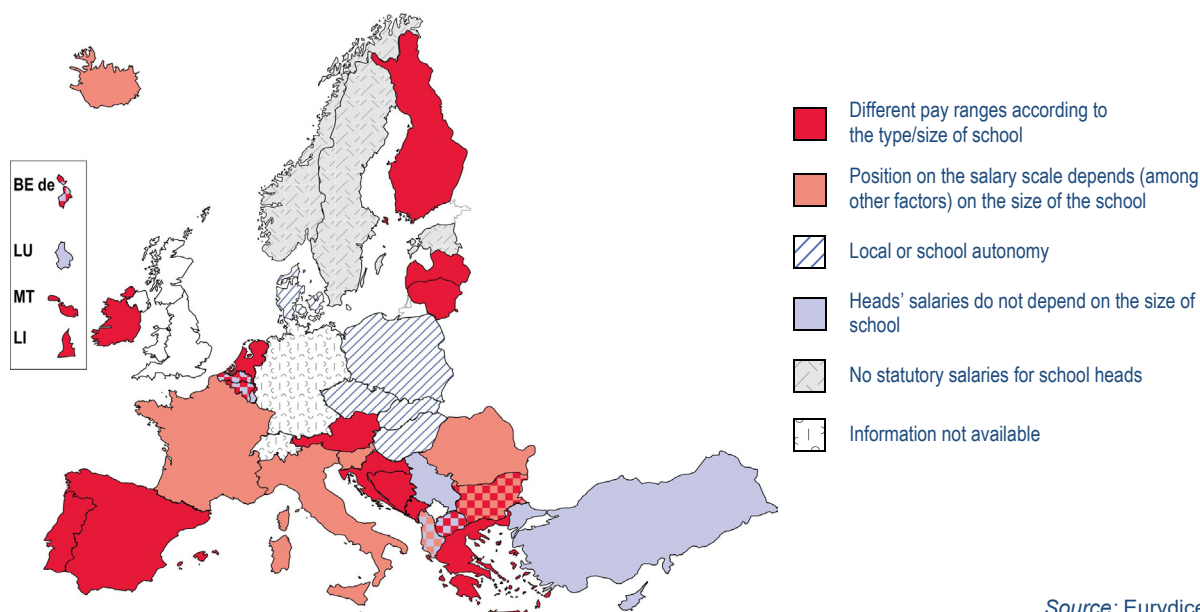 BE de
LU
MT
LI
Different pay ranges according to
the type/size of school
Position on the salary scale depends (among
other factors) on the size of the school
Local or school autonomy
Heads' salaries do not depend on the size of
school
No statutory salaries for school heads
Information not available
Source: Eurydice